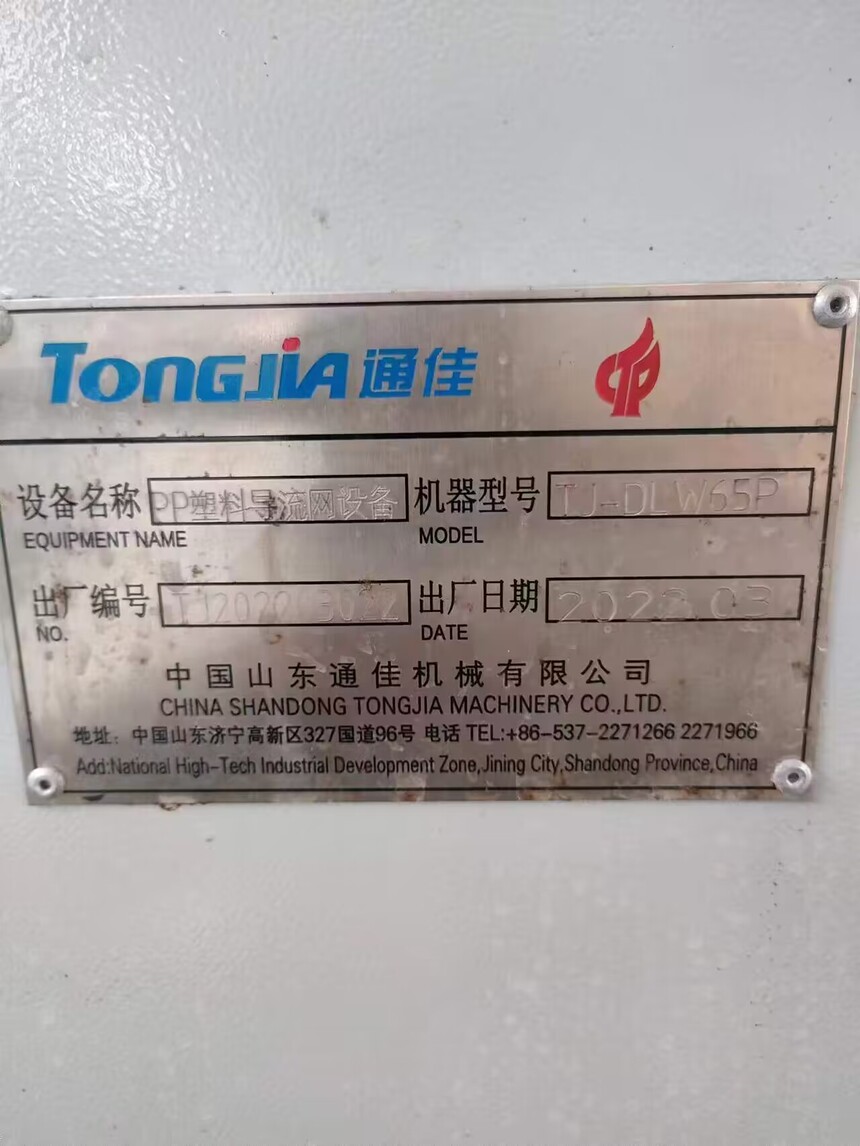 TONGJIA 通佳
设备名称 PP塑料导流网设备 机器型号 TJ-DLW65P
EQUIPMENT NAME MODEL
出厂编号 出厂日期 2022.03
NO. DATE
中国山东通佳机械有限公司
CHINA SHANDONG TONGJIA MACHINERY CO.,LTD.
地址：中国山东济宁高新区327国道96号 电话 TEL:+86-537-2271266 2271966
Add:National High-Tech Industrial Development Zone,Jining City,Shandong Province,China